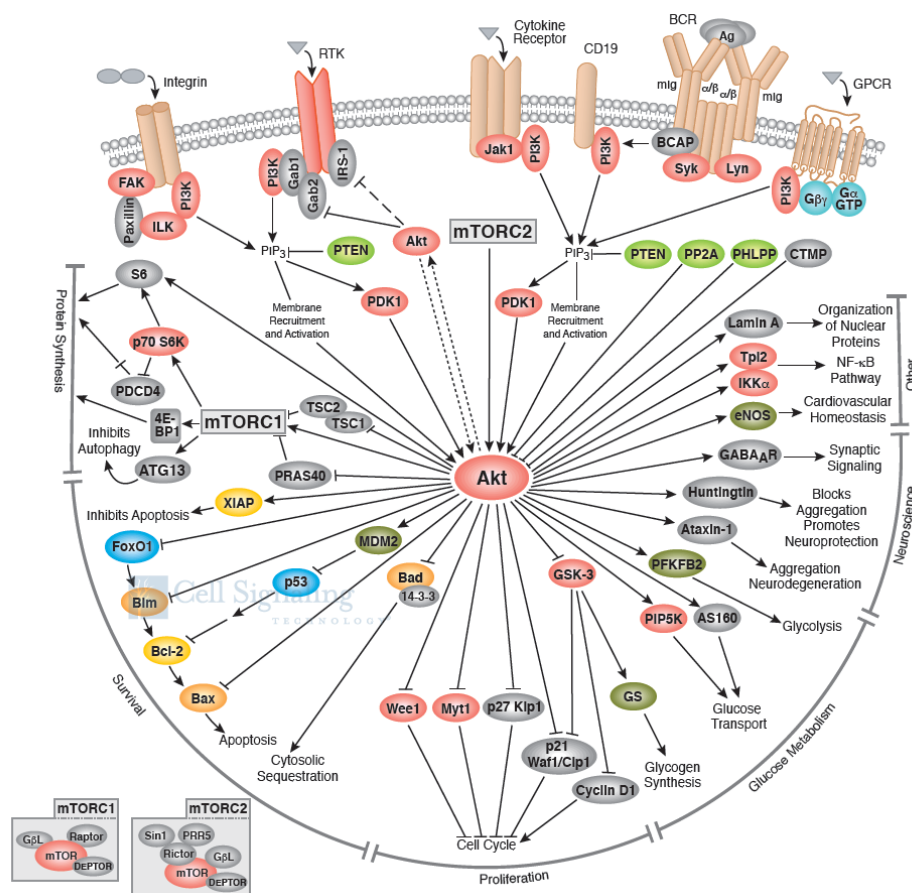 Cytokine
Receptor
BCR
Ag
RTK
CD19
Integrin
mIg
α/β
α/β
mIg
GPCR
FAK
Paxillin
ILK
PI3K
PI3K
Gab1
Gab2
IRS-1
Jak1
PI3K
PI3K
BCAP
Syk
Lyn
PI3K
Gβγ
Gα
GTP
Akt
mTORC2
PIP3
PTEN
PIP3
PTEN
PP2A
PHLPP
CTMP
S6
PDK1
PDK1
Membrane
Recruitment
and Activation
Membrane
Recruitment
and Activation
Protein Synthesis
p70 S6K
PDCD4
4E-
BP1
mTORC1
TSC2
TSC1
Inhibits
Autophagy
ATG13
PRAS40
Akt
Lamin A
Organization
of Nuclear
Proteins
Tpl2
IKKα
NF-κB
Pathway
Other
eNOS
Cardiovascular
Homeostasis
GABAAR
Synaptic
Signaling
Huntingtin
Blocks
Aggregation
Promotes
Neuroprotection
Neuroscience
Ataxin-1
Aggregation
Neurodegeneration
XIAP
Inhibits Apoptosis
FoxO1
MDM2
p53
Bad
14-3-3
Cell Signaling
TECHNOLOGY®
Bim
Bcl-2
Bax
Survival
Apoptosis
Cytosolic
Sequestration
GSK-3
PFKFB2
PIP5K
AS160
Glycolysis
Glucose
Transport
Glucose Metabolism
Wee1
Myt1
p27 Kip1
p21
Waf1/Cip1
Cyclin D1
GS
Glycogen
Synthesis
Cell Cycle
Proliferation
mTORC1
GβL
Raptor
mTOR
DEPTOR
mTORC2
Sin1
PRR5
Rictor
GβL
mTOR
DEPTOR